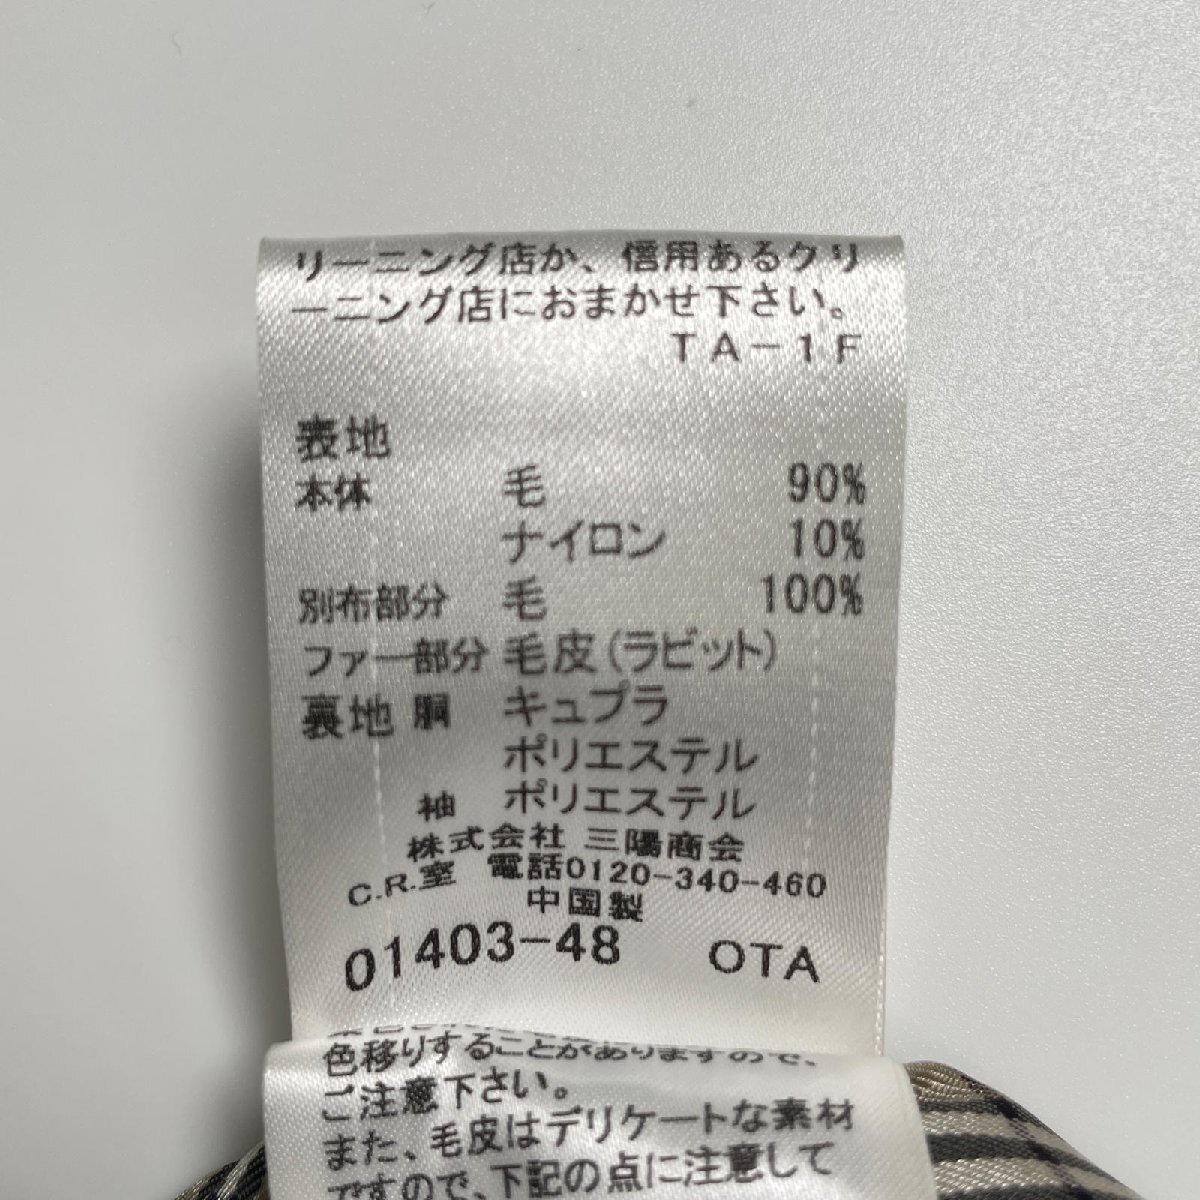 リーニング店か、信用あるクリ
ーニング店におまかせ下さい。
TA-1F
表地
本体 毛 90%
ナイロン 10%
別布部分 毛 100%
ファー部分 毛皮(ラビット)
裏地 胴 キュプラ
ポリエステル
袖 ポリエステル
株式会社 三陽商会
C.R.室 電話0120-340-460
中国製
01403-48 OTA
色移りすることがありますので、
ご注意下さい。
また、毛皮はデリケートな素材
ですので、下記の点に注意して